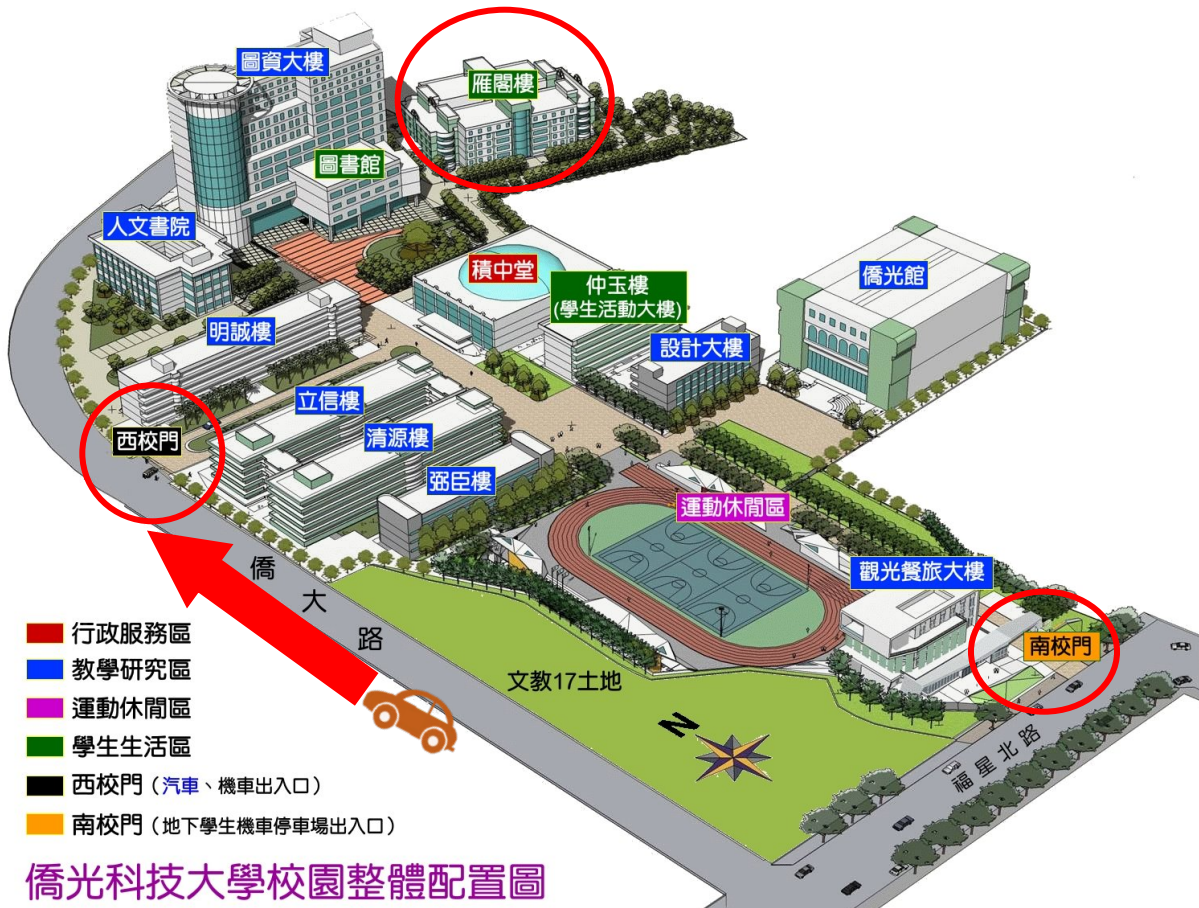 圖資大樓
雁閣樓
圖書館
人文書院
積中堂
仲玉樓
(學生活動大樓)
僑光館
明誠樓
設計大樓
立信樓
西校門
清源樓
弼臣樓
運動休閒區
觀光餐旅大樓
南校門
僑大路
文教17土地
N
福星北路
行政服務區
教學研究區
運動休閒區
學生生活區
西校門（汽車、機車出入口）
南校門（地下學生機車停車場出入口）
僑光科技大學校園整體配置圖